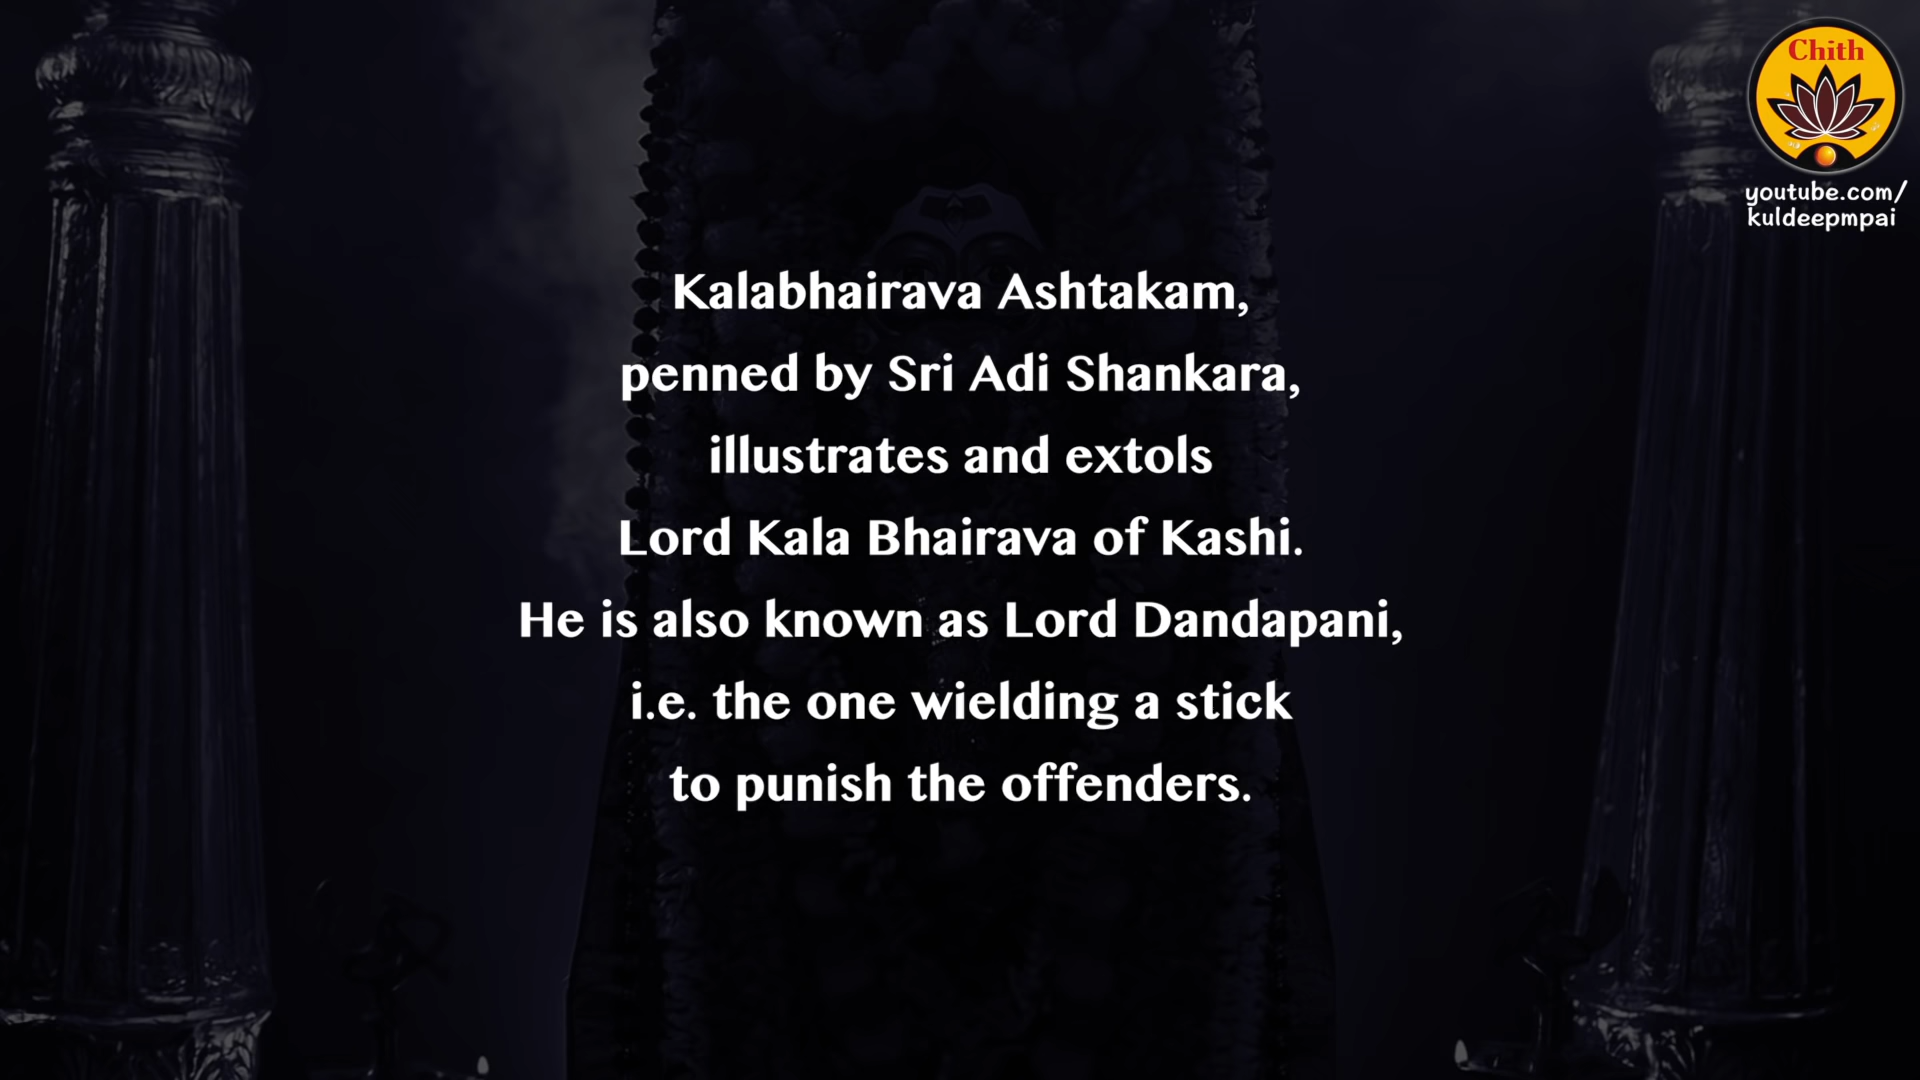 Chith
youtube.com/
kuldeepmpai
Kalabhairava Ashtakam,
penned by Sri Adi Shankara,
illustrates and extols
Lord Kala Bhairava of Kashi.
He is also known as Lord Dandapani,
i.e. the one wielding a stick
to punish the offenders.